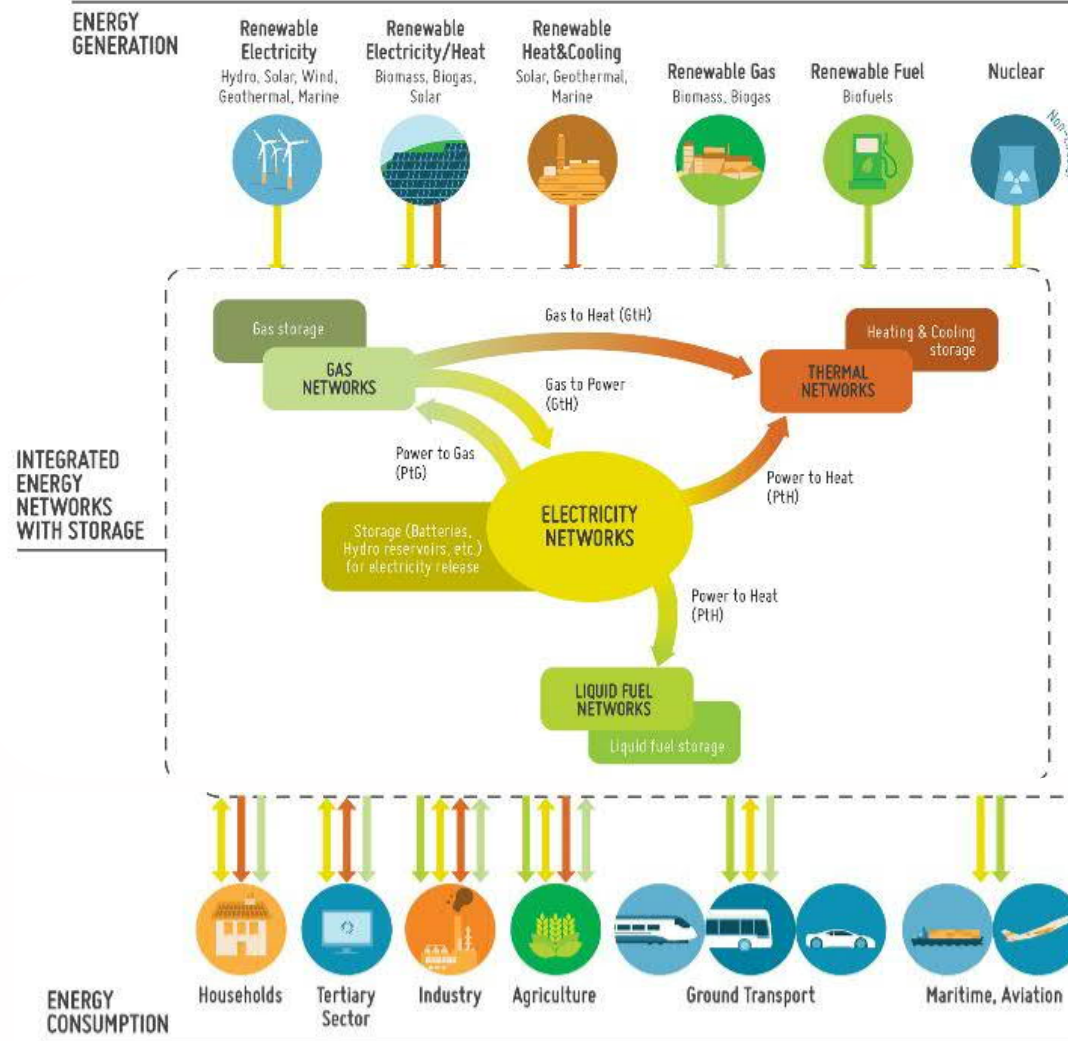 ENERGY
GENERATION
Renewable
Electricity
Hydro, Solar, Wind,
Geothermal, Marine
Renewable
Electricity/Heat
Biomass, Biogas,
Solar
Renewable
Heat&Cooling
Solar, Geothermal,
Marine
Renewable Gas
Biomass, Biogas
Renewable Fuel
Biofuels
Nuclear
Gas storage
GAS
NETWORKS
Gas to Heat (GtH)
Heating & Cooling
storage
THERMAL
NETWORKS
Gas to Power
(GtH)
Power to Gas
(PtG)
INTEGRATED
ENERGY
NETWORKS
WITH STORAGE
Power to Heat
(PtH)
ELECTRICITY
NETWORKS
Storage (Batteries,
Hydro reservoirs, etc.)
for electricity release
Power to Heat
(PtH)
LIQUID FUEL
NETWORKS
Liquid fuel storage
ENERGY
CONSUMPTION
Households
Tertiary
Sector
Industry
Agriculture
Ground Transport
Maritime, Aviation